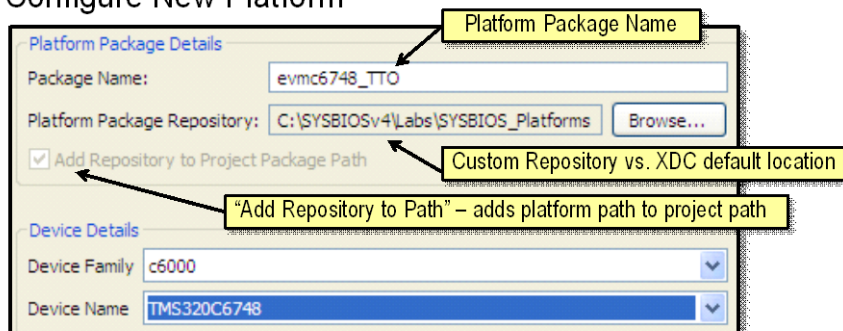 Configure New Platform
Platform Package Name
Platform Package Details
Package Name: evmc6748_TTO
Platform Package Repository: C:\SYSBIOSv4\Labs\SYSBIOS_Platforms Browse...
Add Repository to Project Package Path
Custom Repository vs. XDC default location
“Add Repository to Path” – adds platform path to project path
Device Details
Device Family c6000
Device Name TMS320C6748